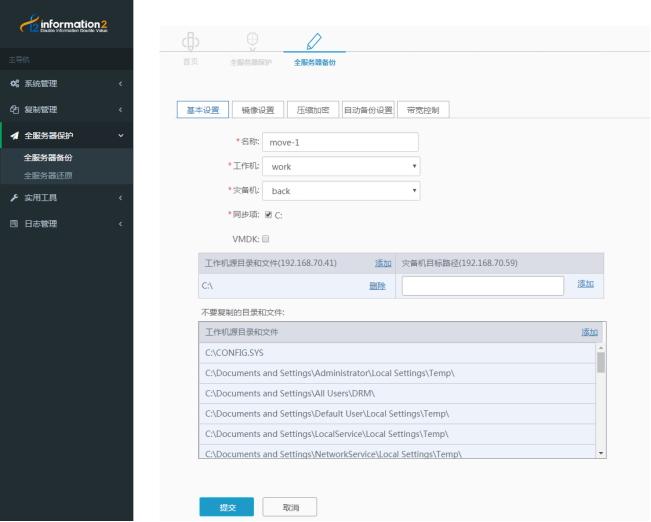 information2
Double Information Double Value
主导航
系统管理
复制管理
全服务器保护
全服务器备份
全服务器还原
实用工具
日志管理
首页
全服务器保护
全服务器备份
基本设置
镜像设置
压缩加密
自动备份设置
带宽控制
*名称:
move-1
*工作机:
work
*灾备机:
back
*同步项:
C:
VMDK:
工作机源目录和文件(192.168.70.41)
添加
灾备机目标路径(192.168.70.59)
C:\
删除
添加
不要复制的目录和文件:
工作机源目录和文件
添加
C:\CONFIG.SYS
C:\Documents and Settings\Administrator\Local Settings\Temp\
C:\Documents and Settings\All Users\DRM\
C:\Documents and Settings\Default User\Local Settings\Temp\
C:\Documents and Settings\LocalService\Local Settings\Temp\
C:\Documents and Settings\NetworkService\Local Settings\Temp\
提交
取消